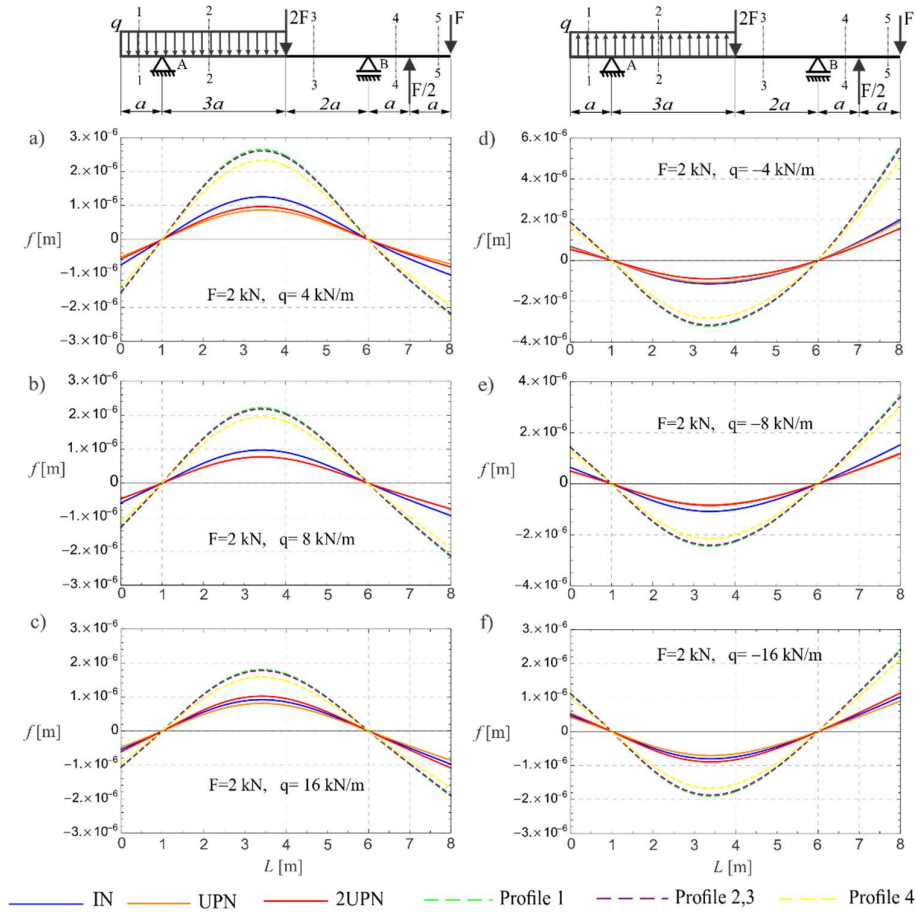 q 1 2 2F 3 4 5 F
1 A 2 3 B 4 5
F/2
a 3a 2a a a
q 1 2 2F 3 4 5 F
1 A 2 3 B 4 5
F/2
a 3a 2a a a
a)
3.×10⁻⁶
2.×10⁻⁶
1.×10⁻⁶
f [m] 0
-1.×10⁻⁶
-2.×10⁻⁶
-3.×10⁻⁶
F=2 kN, q= 4 kN/m
0 1 2 3 4 5 6 7 8
d)
6.×10⁻⁶
4.×10⁻⁶
2.×10⁻⁶
f [m] 0
-2.×10⁻⁶
-4.×10⁻⁶
F=2 kN, q= −4 kN/m
0 1 2 3 4 5 6 7 8
b)
3.×10⁻⁶
2.×10⁻⁶
1.×10⁻⁶
f [m] 0
-1.×10⁻⁶
-2.×10⁻⁶
-3.×10⁻⁶
F=2 kN, q= 8 kN/m
0 1 2 3 4 5 6 7 8
e)
4.×10⁻⁶
2.×10⁻⁶
f [m] 0
-2.×10⁻⁶
-4.×10⁻⁶
F=2 kN, q= −8 kN/m
0 1 2 3 4 5 6 7 8
c)
3.×10⁻⁶
2.×10⁻⁶
1.×10⁻⁶
f [m] 0
-1.×10⁻⁶
-2.×10⁻⁶
-3.×10⁻⁶
F=2 kN, q= 16 kN/m
0 1 2 3 4 5 6 7 8
L [m]
f)
3.×10⁻⁶
2.×10⁻⁶
1.×10⁻⁶
f [m] 0
-1.×10⁻⁶
-2.×10⁻⁶
-3.×10⁻⁶
F=2 kN, q= −16 kN/m
0 1 2 3 4 5 6 7 8
L [m]
IN UPN 2UPN Profile 1 Profile 2,3 Profile 4